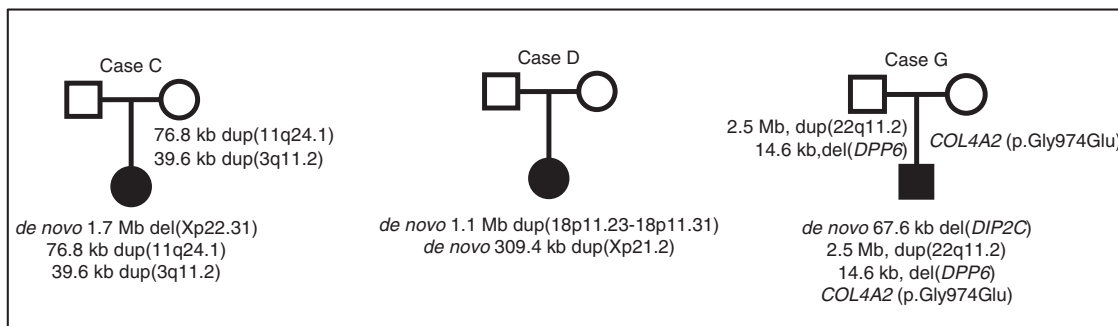 Case C
76.8 kb dup(11q24.1)
39.6 kb dup(3q11.2)
de novo 1.7 Mb del(Xp22.31)
76.8 kb dup(11q24.1)
39.6 kb dup(3q11.2)
Case D
de novo 1.1 Mb dup(18p11.23-18p11.31)
de novo 309.4 kb dup(Xp21.2)
Case G
2.5 Mb, dup(22q11.2)
14.6 kb,del(DPP6)
COL4A2 (p.Gly974Glu)
de novo 67.6 kb del(DIP2C)
2.5 Mb, dup(22q11.2)
14.6 kb, del(DPP6)
COL4A2 (p.Gly974Glu)